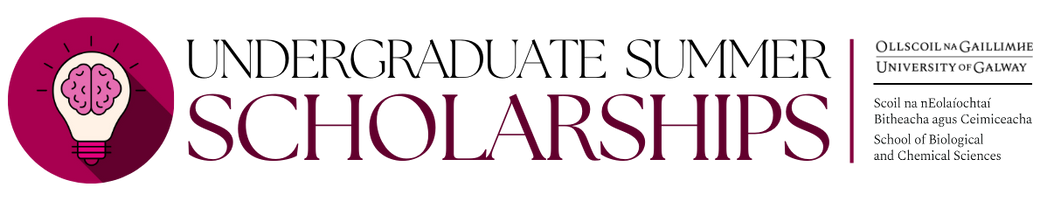 UNDERGRADUATE SUMMER
SCHOLARSHIPS
OLLSCOIL NA GAILLIMHE
UNIVERSITY OF GALWAY
Scoil na nEolaíochtaí
Bitheacha agus Ceimiceacha
School of Biological
and Chemical Sciences